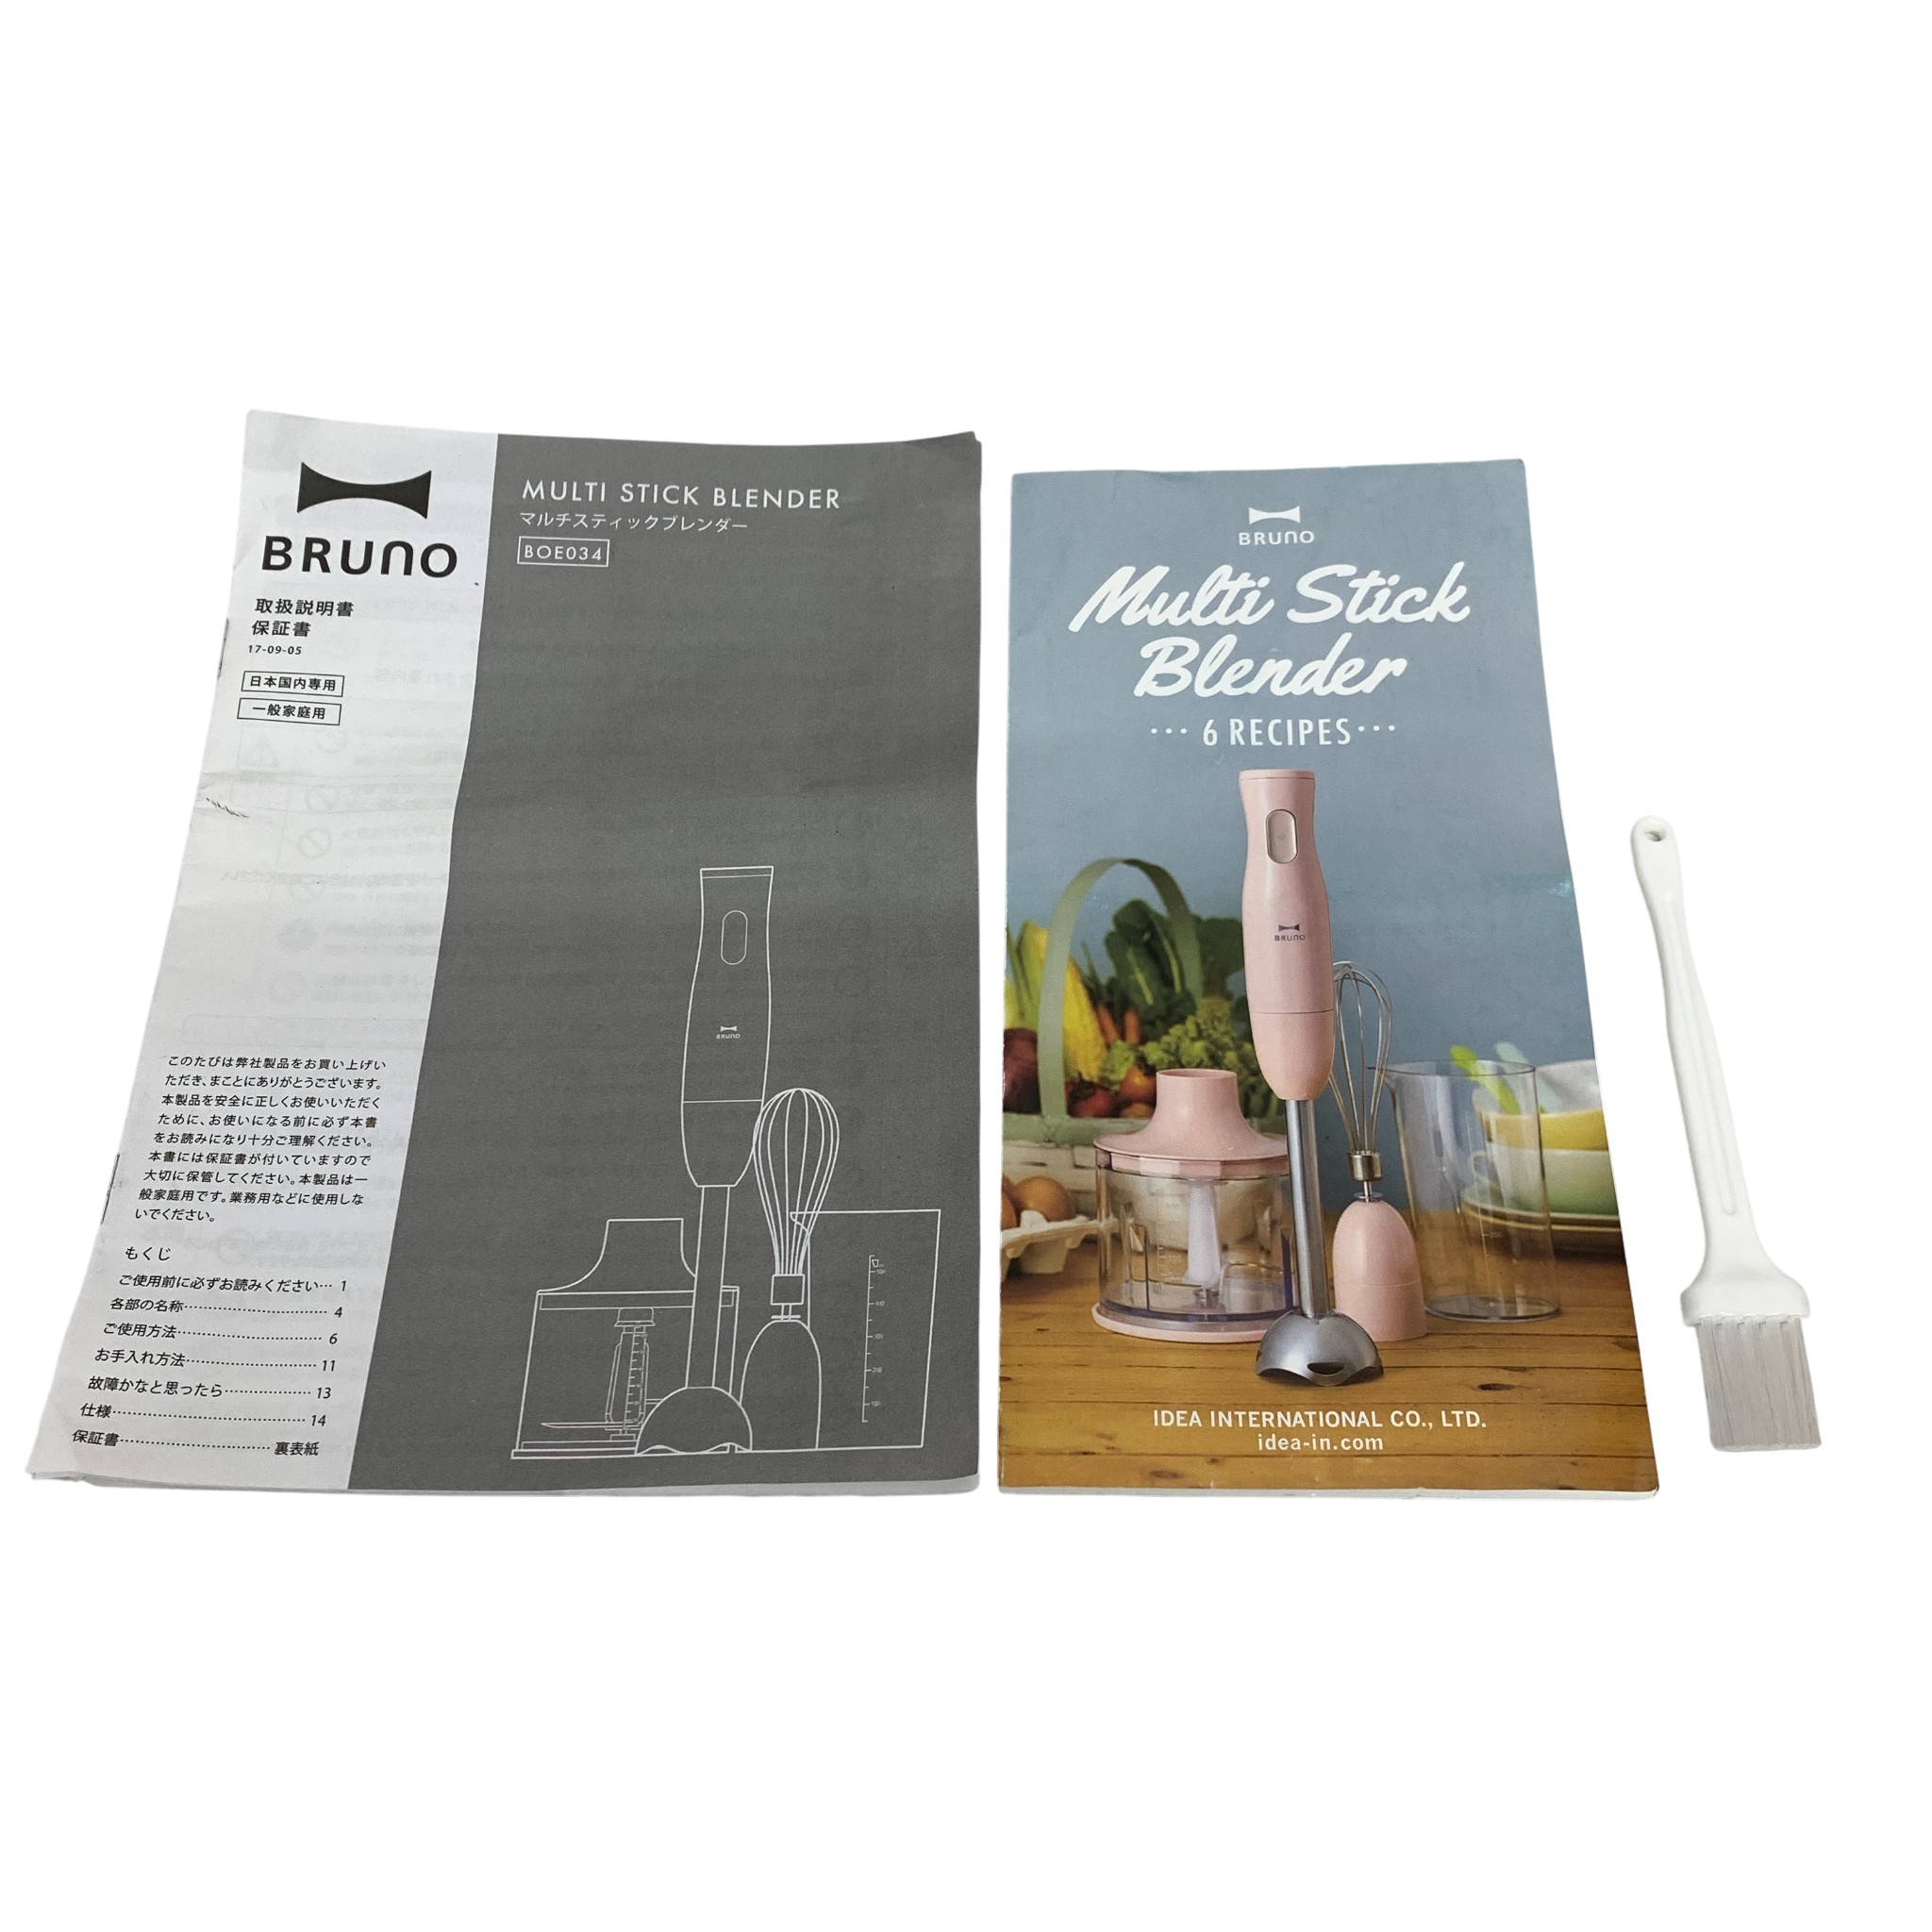 BRUNO
取扱説明書
保証書
17-09-05
日本国内専用
一般家庭用
このたびは弊社製品をお買い上げい
ただき、まことにありがとうございます。
本製品を安全に正しくお使いいただく
ために、お使いになる前に必ず本書
をお読みになり十分ご理解ください。
本書には保証書が付いていますので
大切に保管してください。本製品は一
般家庭用です。業務用などに使用しな
いでください。
もくじ
ご使用前に必ずお読みください… 1
各部の名称…………………… 4
ご使用方法…………………… 6
お手入れ方法………………… 11
故障かなと思ったら…………… 13
仕様…………………………… 14
保証書………………………… 裏表紙
MULTI STICK BLENDER
マルチスティックブレンダー
BOE034
BRUNO
BRUNO
Multi Stick
Blender
··· 6 RECIPES ···
BRUNO
IDEA INTERNATIONAL CO., LTD.
idea-in.com